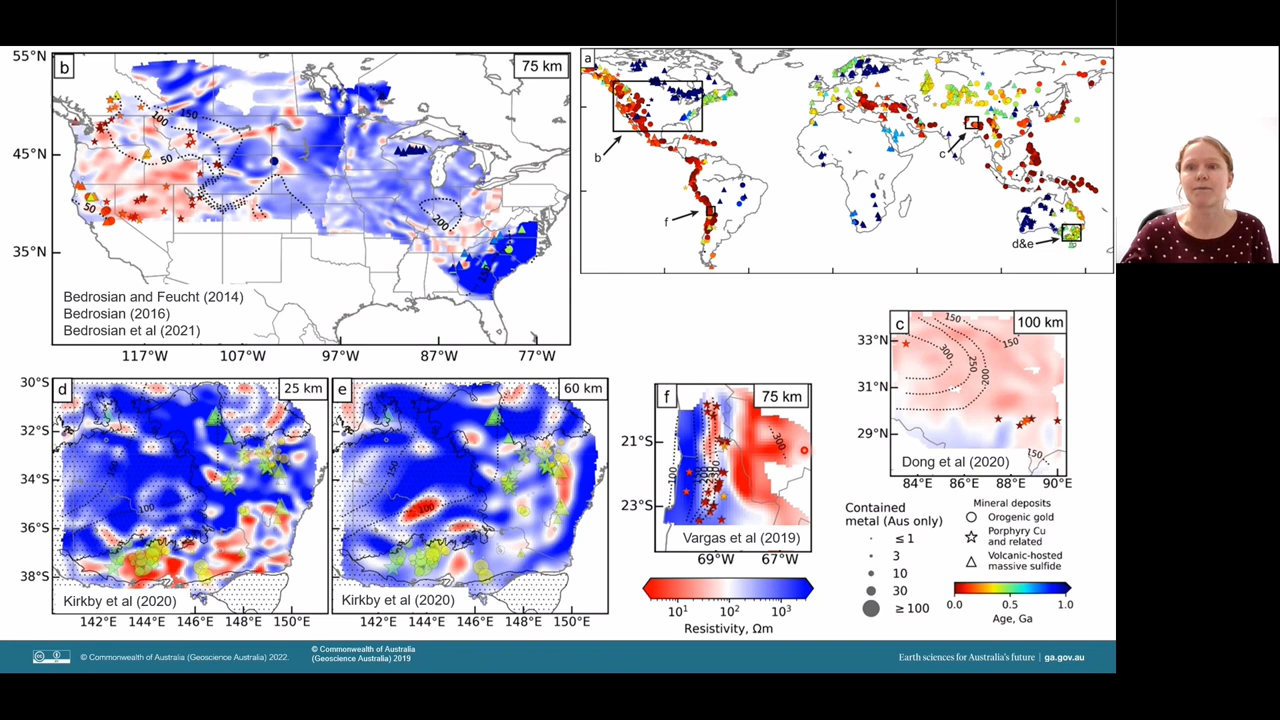 b
75 km
55°N
45°N
35°N
100
150
50
50
200
Bedrosian and Feucht (2014)
Bedrosian (2016)
Bedrosian et al (2021)
117°W 107°W 97°W 87°W 77°W
a
b
c
f
d&e
c
100 km
33°N
31°N
29°N
150
150
300
250
200
150
Dong et al (2020)
84°E 86°E 88°E 90°E
d
25 km
30°S
32°S
34°S
36°S
38°S
100
Kirkby et al (2020)
142°E 144°E 146°E 148°E 150°E
e
60 km
150
100
Kirkby et al (2020)
142°E 144°E 146°E 148°E 150°E
f
75 km
21°S
23°S
100
300
Vargas et al (2019)
69°W 67°W
10¹ 10² 10³
Resistivity, Ωm
Contained
metal (Aus only)
≤ 1
3
10
30
≥ 100
Mineral deposits
Orogenic gold
Porphyry Cu
and related
Volcanic-hosted
massive sulfide
0.0 0.5 1.0
Age, Ga
© Commonwealth of Australia (Geoscience Australia) 2022.
© Commonwealth of Australia
(Geoscience Australia) 2019
Earth sciences for Australia's future | ga.gov.au